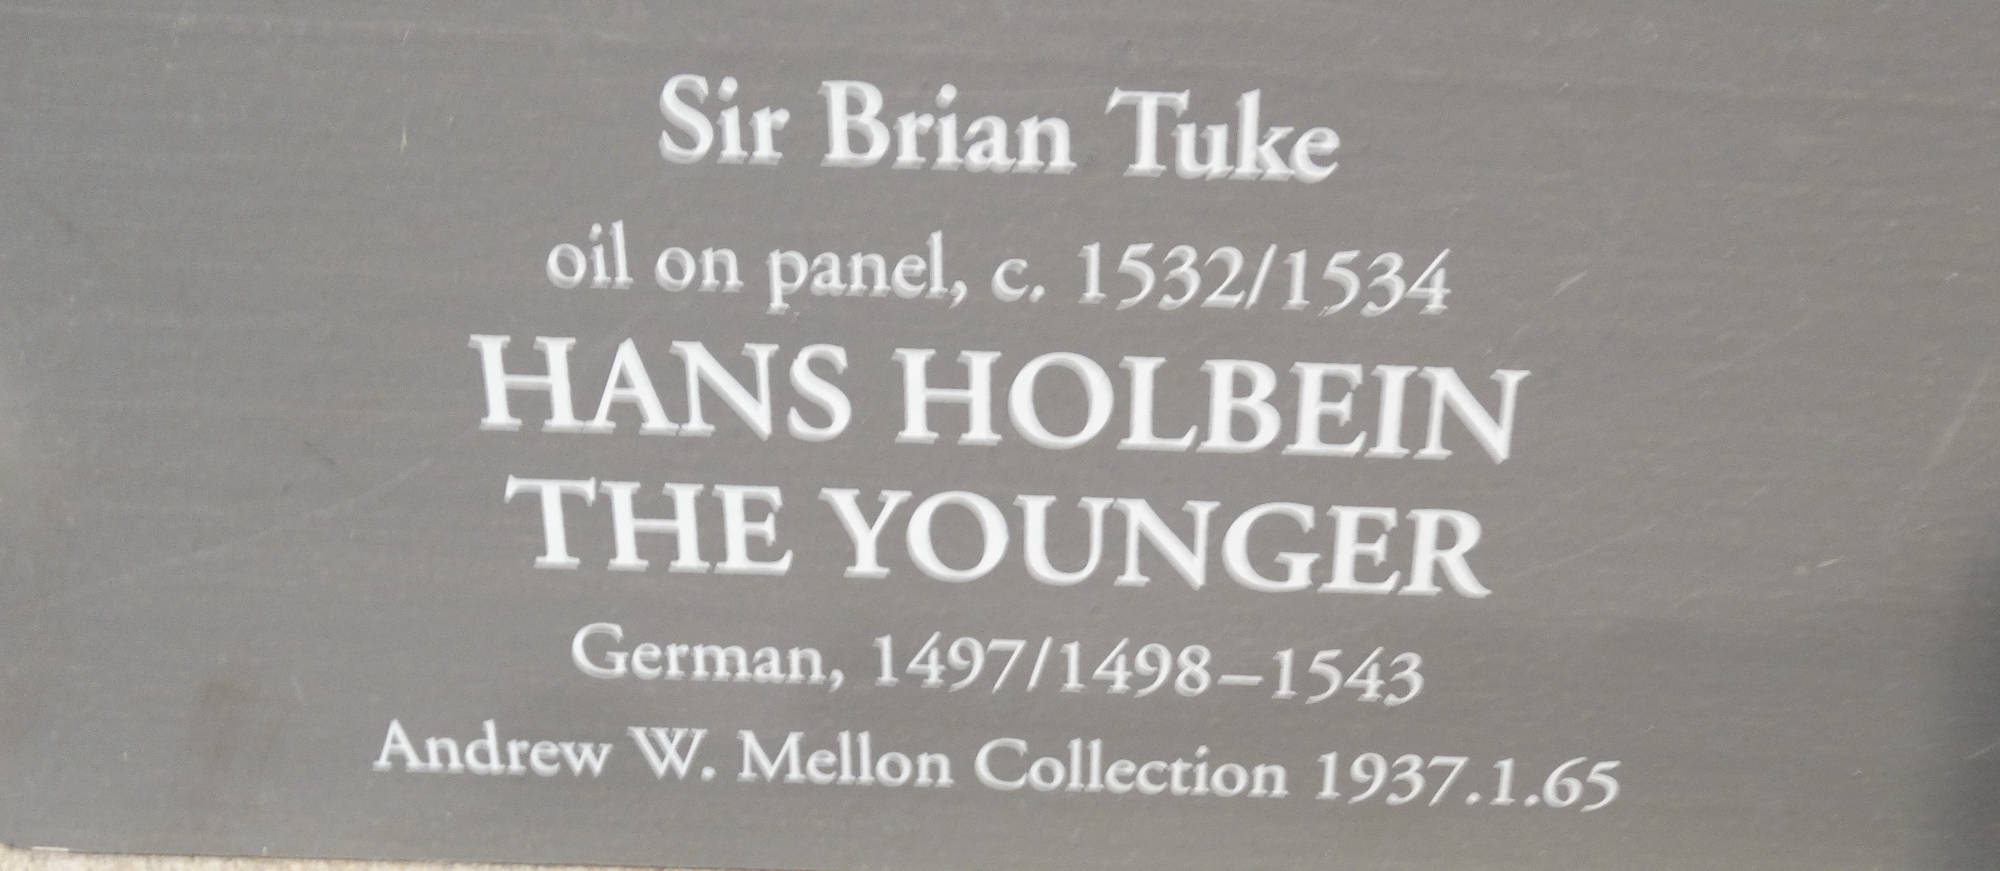 Sir Brian Tuke
oil on panel, c. 1532/1534
HANS HOLBEIN
THE YOUNGER
German, 1497/1498–1543
Andrew W. Mellon Collection 1937.1.65